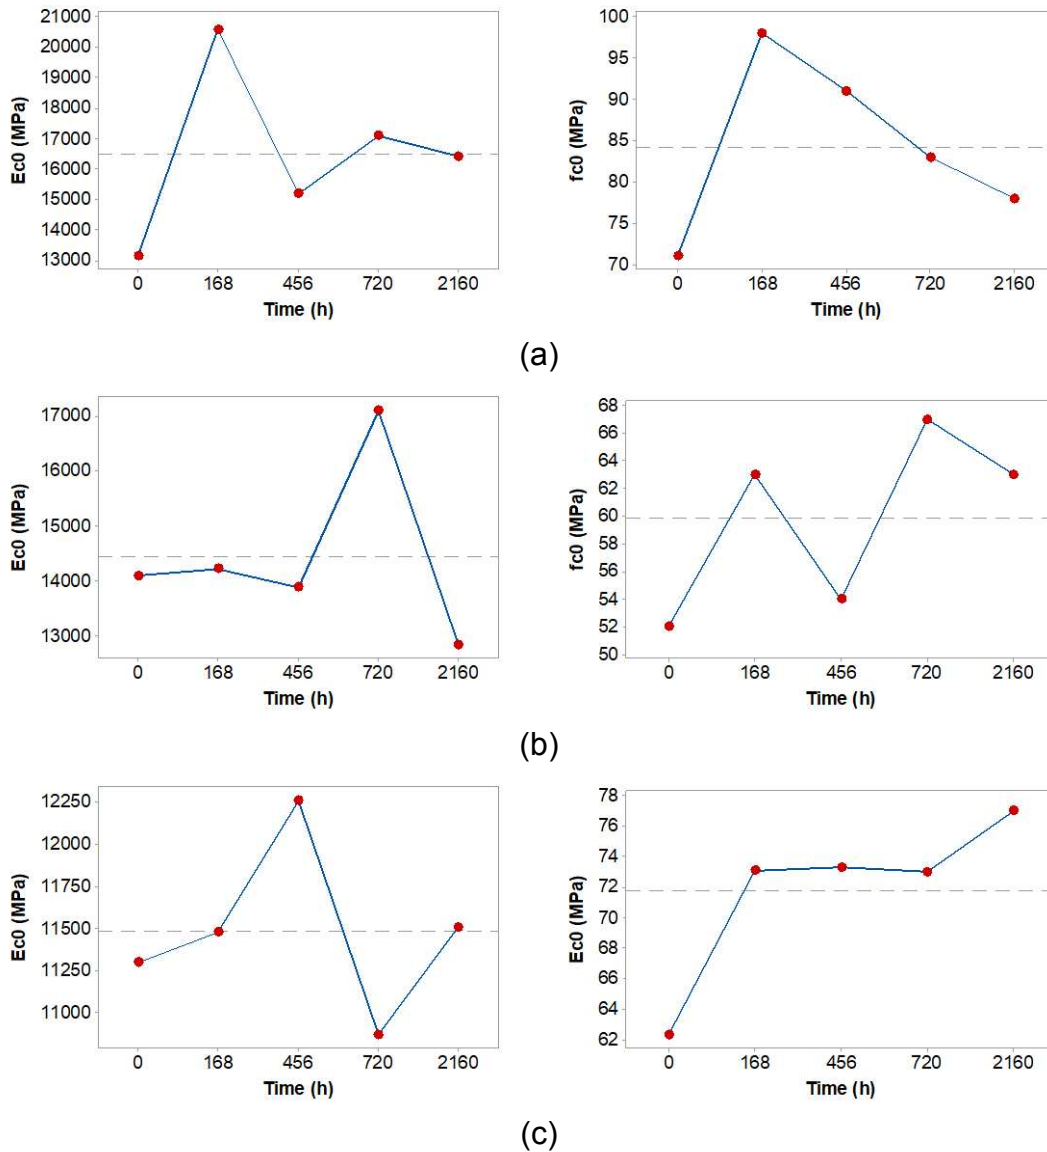 21000
20000
19000
18000
17000
16000
15000
14000
13000
Ec0 (MPa)
0 168 456 720 2160
Time (h)
100
95
90
85
80
75
70
fc0 (MPa)
0 168 456 720 2160
Time (h)
(a)
17000
16000
15000
14000
13000
Ec0 (MPa)
0 168 456 720 2160
Time (h)
68
66
64
62
60
58
56
54
52
50
fc0 (MPa)
0 168 456 720 2160
Time (h)
(b)
12250
12000
11750
11500
11250
11000
Ec0 (MPa)
0 168 456 720 2160
Time (h)
78
76
74
72
70
68
66
64
62
Ec0 (MPa)
0 168 456 720 2160
Time (h)
(c)